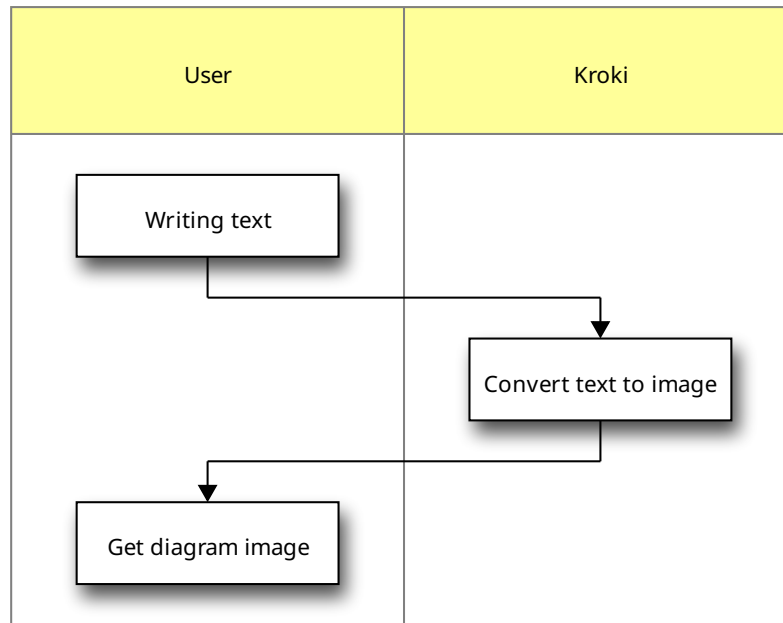 User
Kroki
Writing text
Convert text to image
Get diagram image